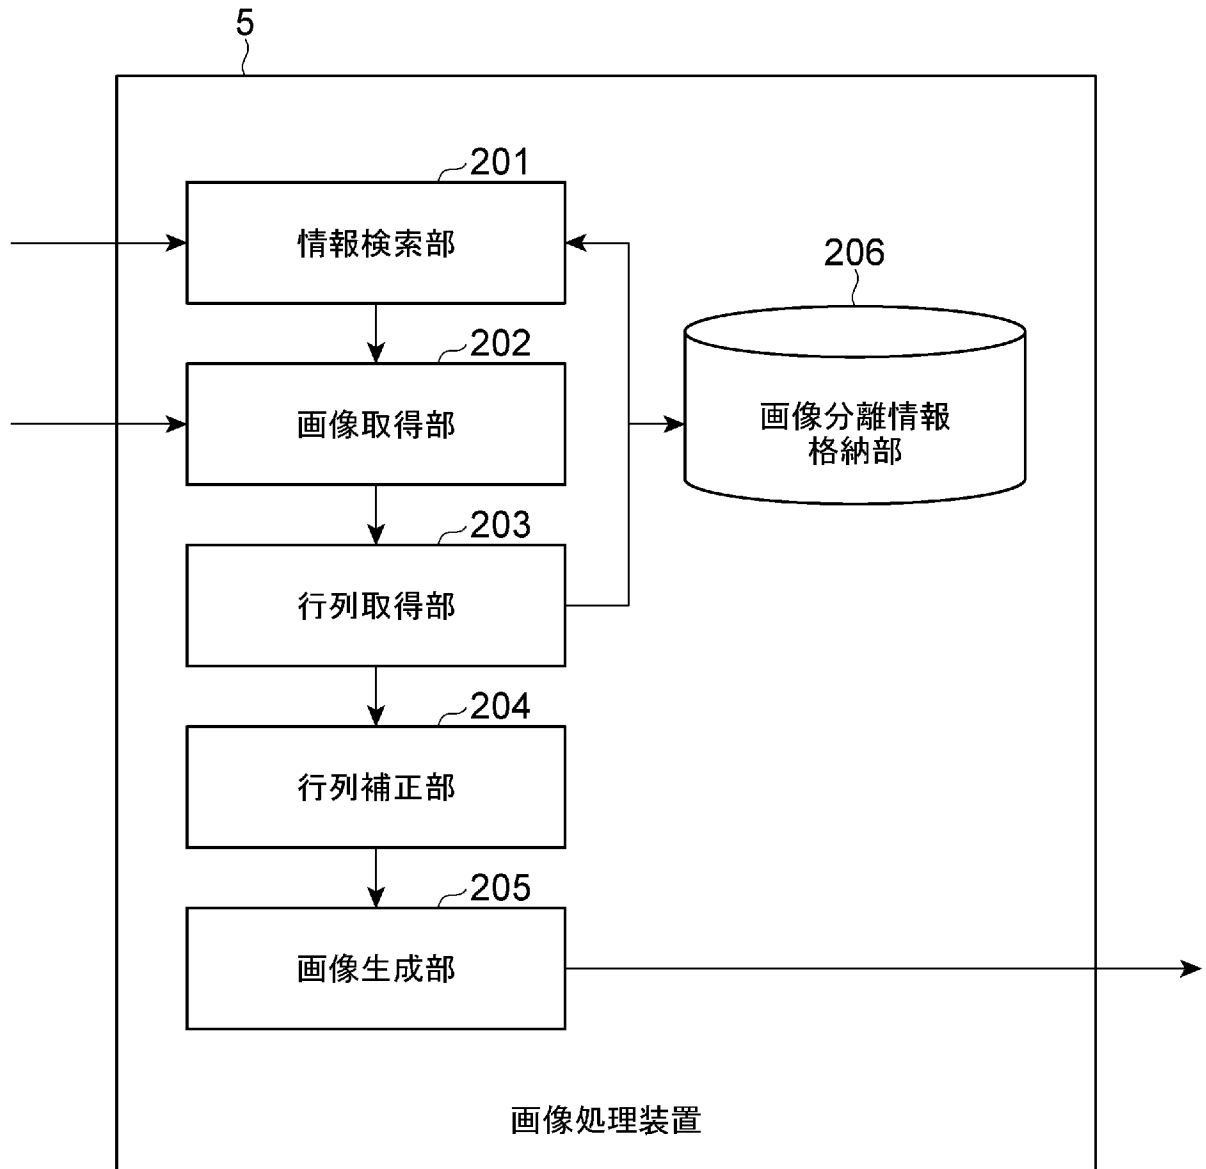 5
201
情報検索部
206
202
画像取得部
画像分離情報
格納部
203
行列取得部
204
行列補正部
205
画像生成部
画像処理装置